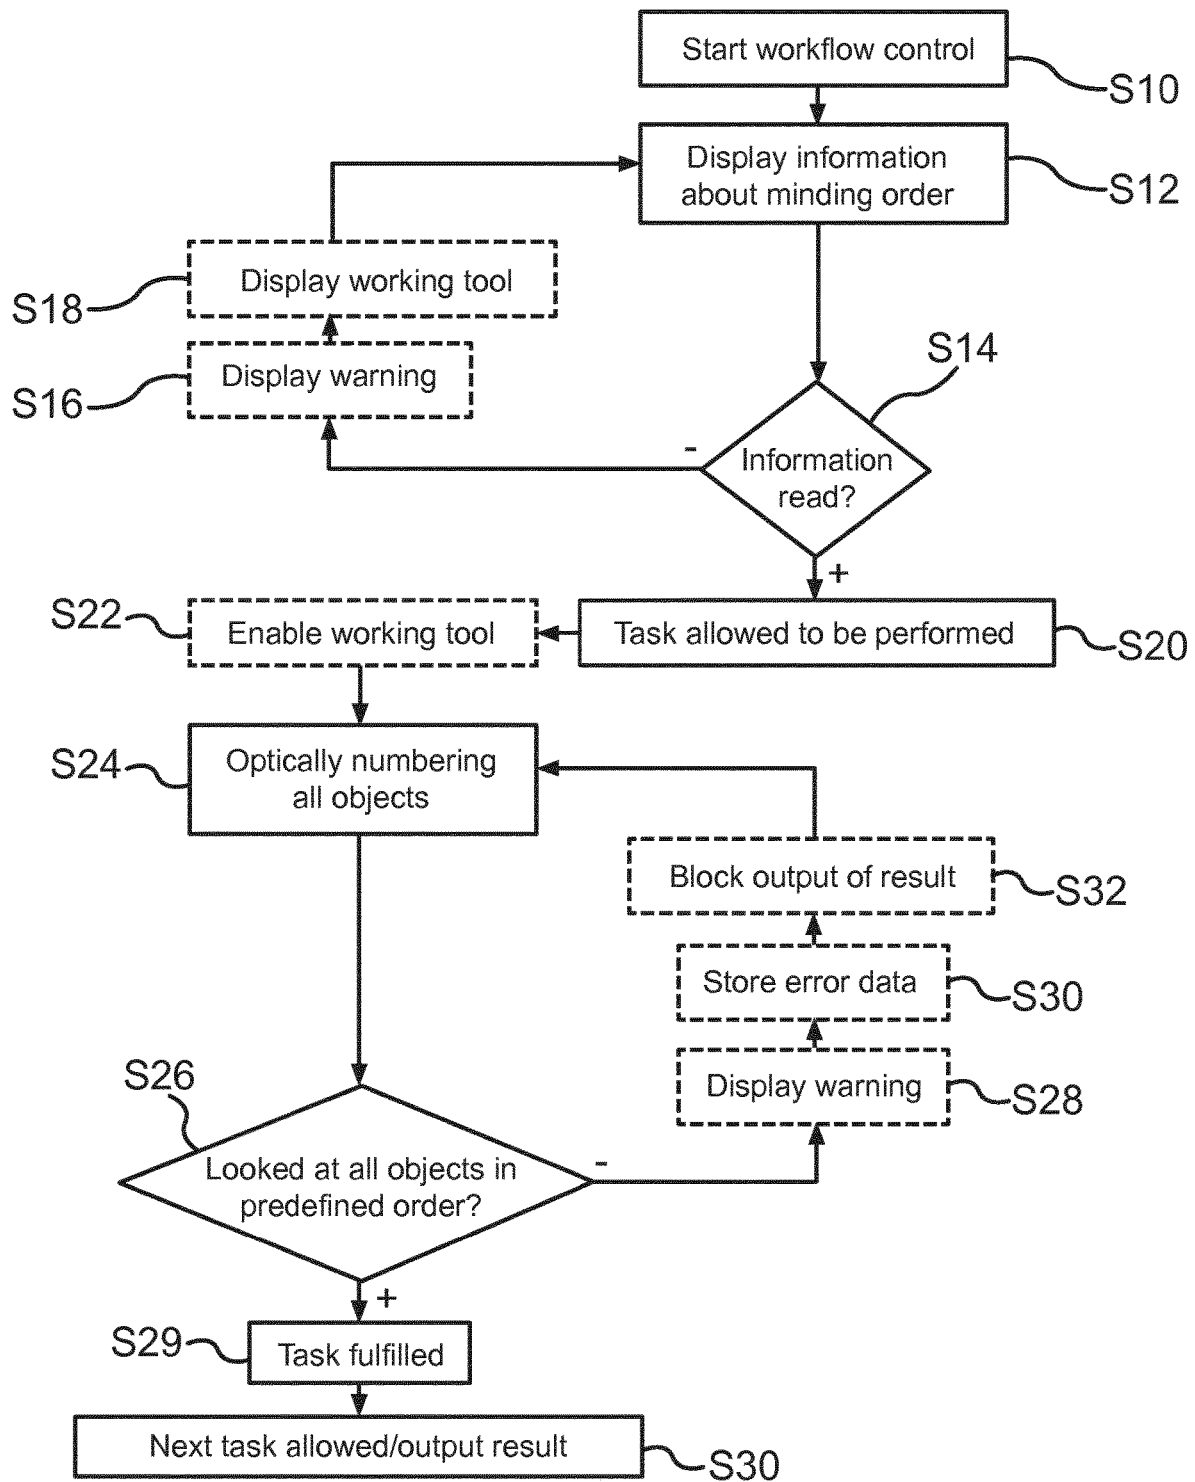 Start workflow control
S10
Display information
about minding order
S12
Display working tool
S18
Display warning
S16
S14
-
Information
read?
+
S22
Enable working tool
Task allowed to be performed
S20
S24
Optically numbering
all objects
Block output of result
S32
Store error data
S30
Display warning
S28
S26
-
Looked at all objects in
predefined order?
+
S29
Task fulfilled
Next task allowed/output result
S30